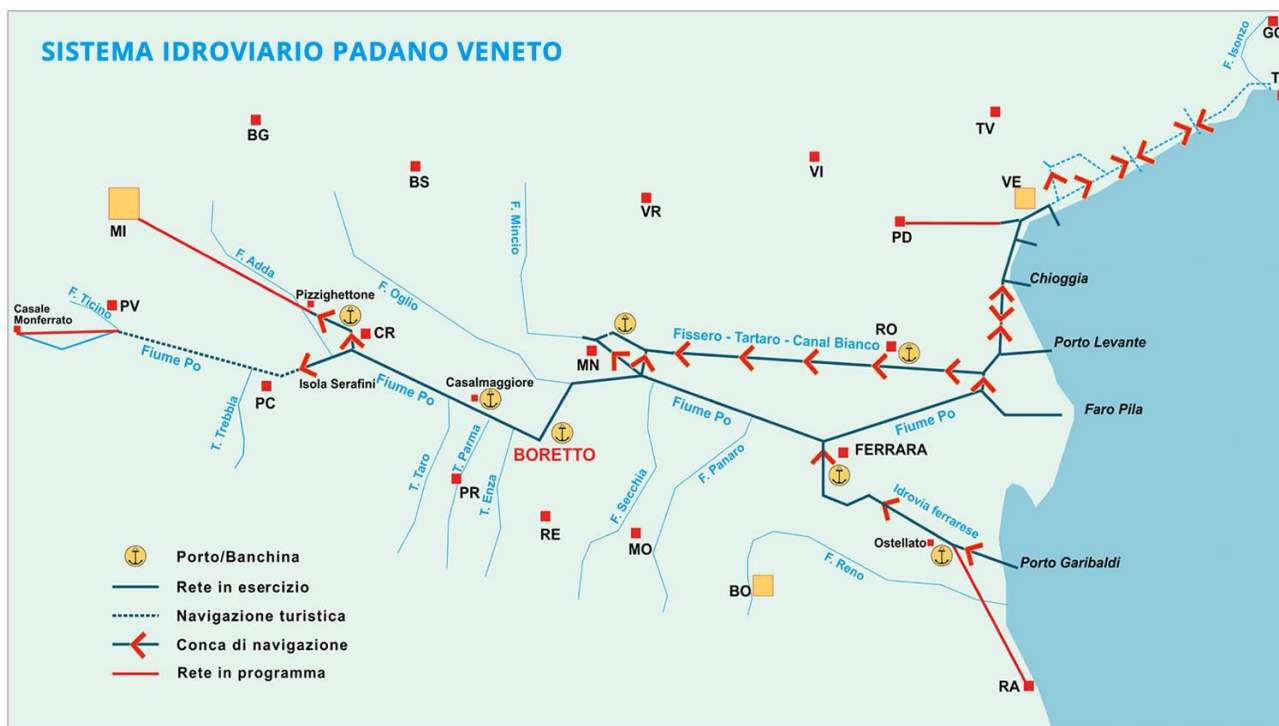 SISTEMA IDROVIARIO PADANO VENETO
GO
F. Isonzo
T
BG
TV
BS
VI
VE
VR
MI
F. Mincio
PD
F. Adda
Chioggia
F. Oglio
Pizzighettone
F. Ticino
PV
Casale
Monferrato
CR
Fissero - Tartaro - Canal Bianco
RO
Porto Levante
MN
Fiume Po
Isola Serafini
PC
Fiume Po
Casalmaggiore
Fiume Po
Fiume Po
Faro Pila
T. Trebbia
BORETTO
FERRARA
T. Taro
T. Parma
T. Enza
PR
F. Secchia
F. Panaro
Idrovia ferrarese
RE
MO
Ostellato
Porto Garibaldi
F. Reno
BO
RA
Porto/Banchina
Rete in esercizio
Navigazione turistica
Conca di navigazione
Rete in programma